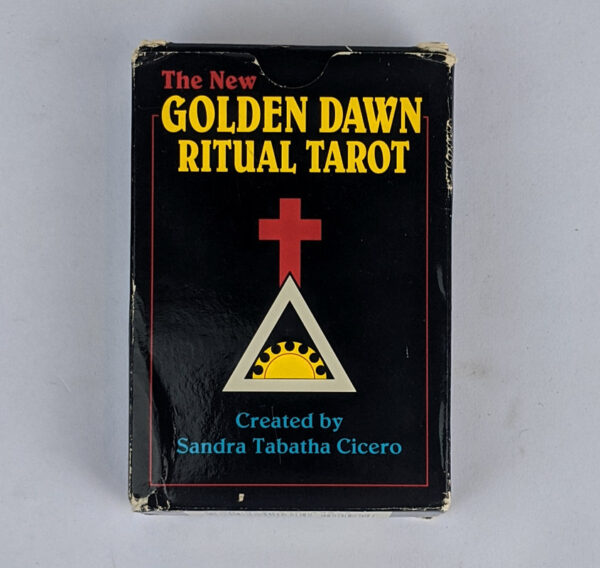 The New
GOLDEN DAWN
RITUAL TAROT
Created by
Sandra Tabatha Cicero